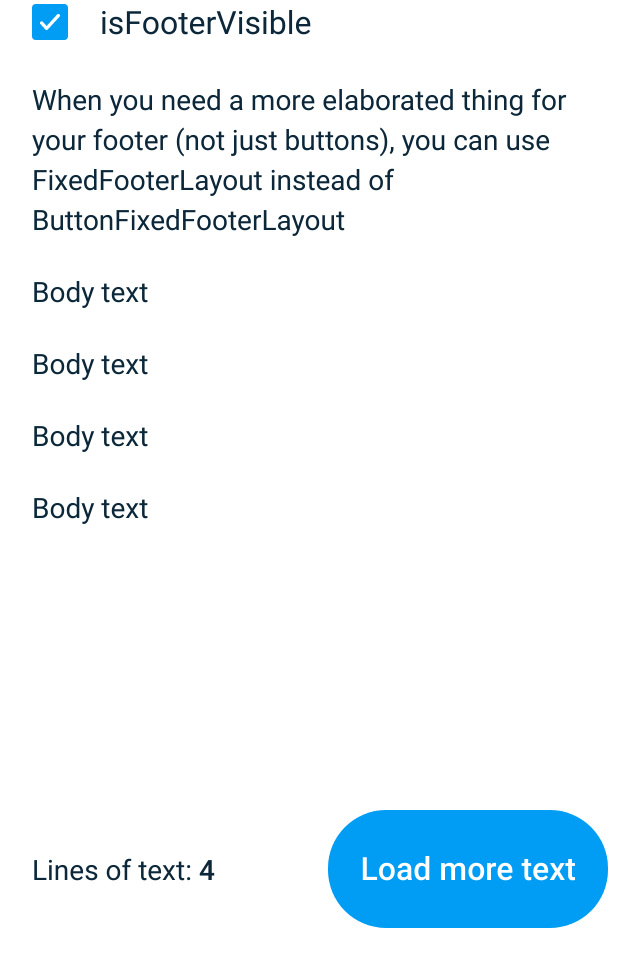 isFooterVisible
When you need a more elaborated thing for
your footer (not just buttons), you can use
FixedFooterLayout instead of
ButtonFixedFooterLayout
Body text
Body text
Body text
Body text
Lines of text: 4
Load more text